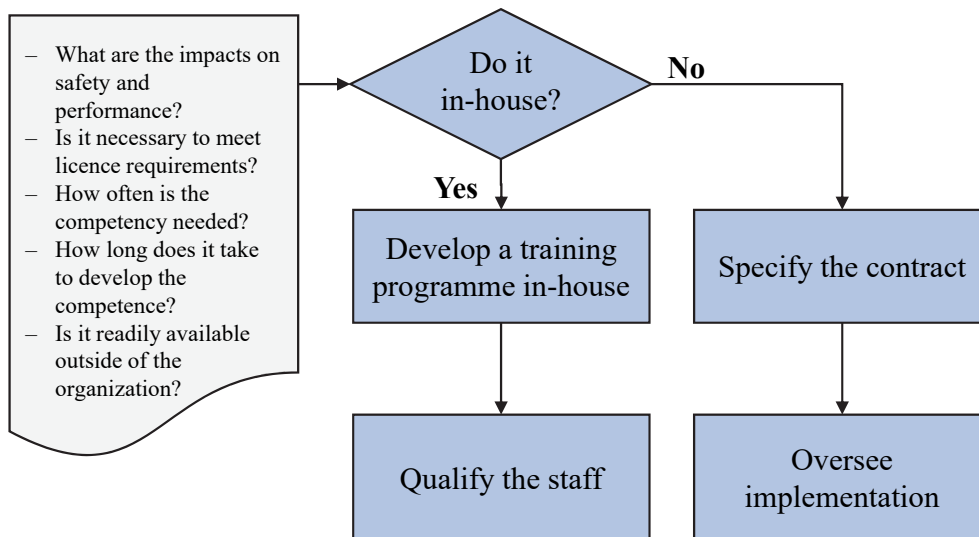 – What are the impacts on
safety and
performance?
– Is it necessary to meet
licence requirements?
– How often is the
competency needed?
– How long does it take
to develop the
competence?
– Is it readily available
outside of the
organization?
Do it
in-house?
No
Yes
Develop a training
programme in-house
Specify the contract
Qualify the staff
Oversee
implementation